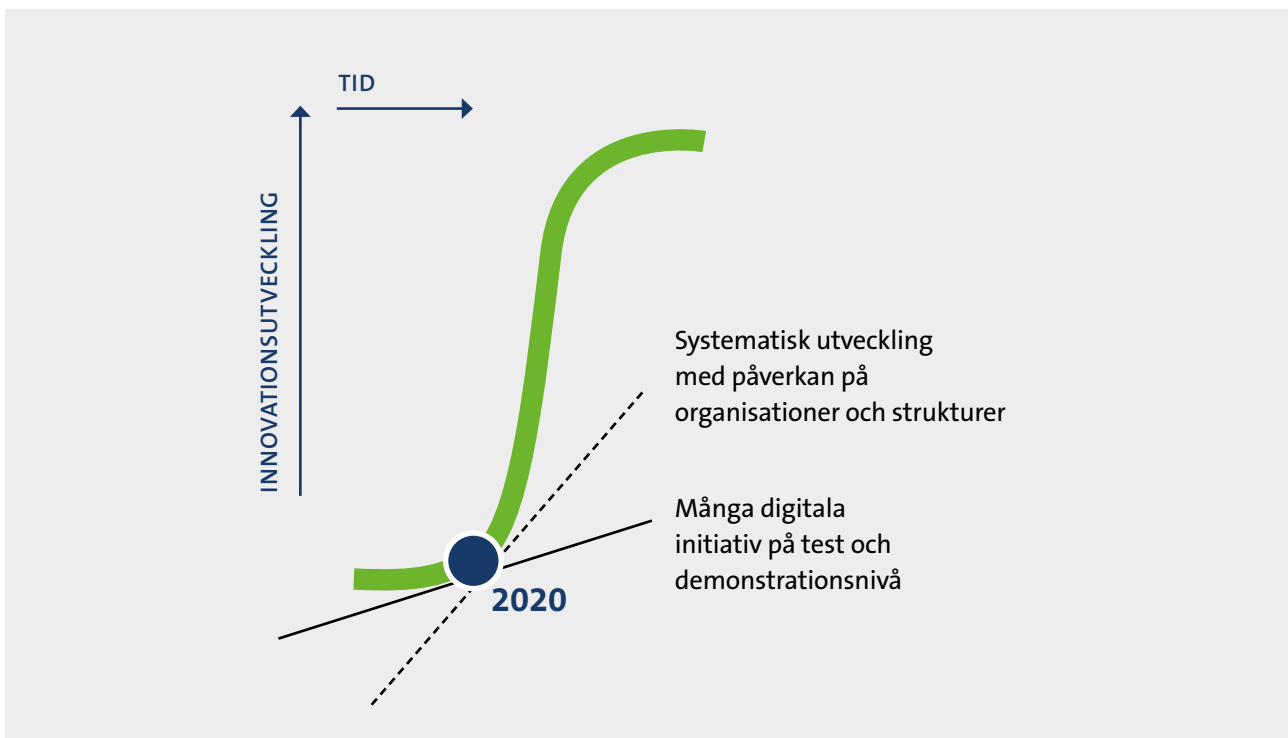 TID
INNOVATIONSUTVECKLING
Systematisk utveckling
med påverkan på
organisationer och strukturer
Många digitala
initiativ på test och
demonstrationsnivå
2020